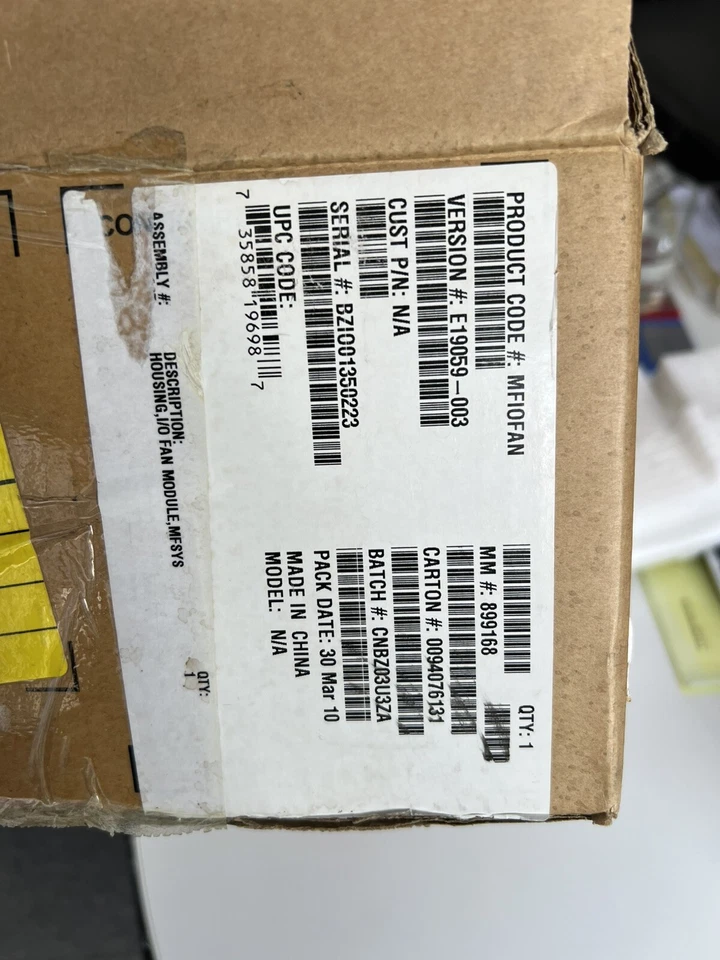 PRODUCT CODE #: MFIOFAN
VERSION #: E19059-003
CUST P/N: N/A
SERIAL #: BZIO01350223
UPC CODE:
7 35858 19698 7
QTY: 1
MM #: 899168
CARTON #: 0094076131
BATCH #: CNBZ03U3ZA
PACK DATE: 30 Mar 10
MADE IN CHINA
MODEL: N/A
ASSEMBLY #:
DESCRIPTION:
HOUSING,I/O FAN MODULE,MFSYS
QTY:
1
CO